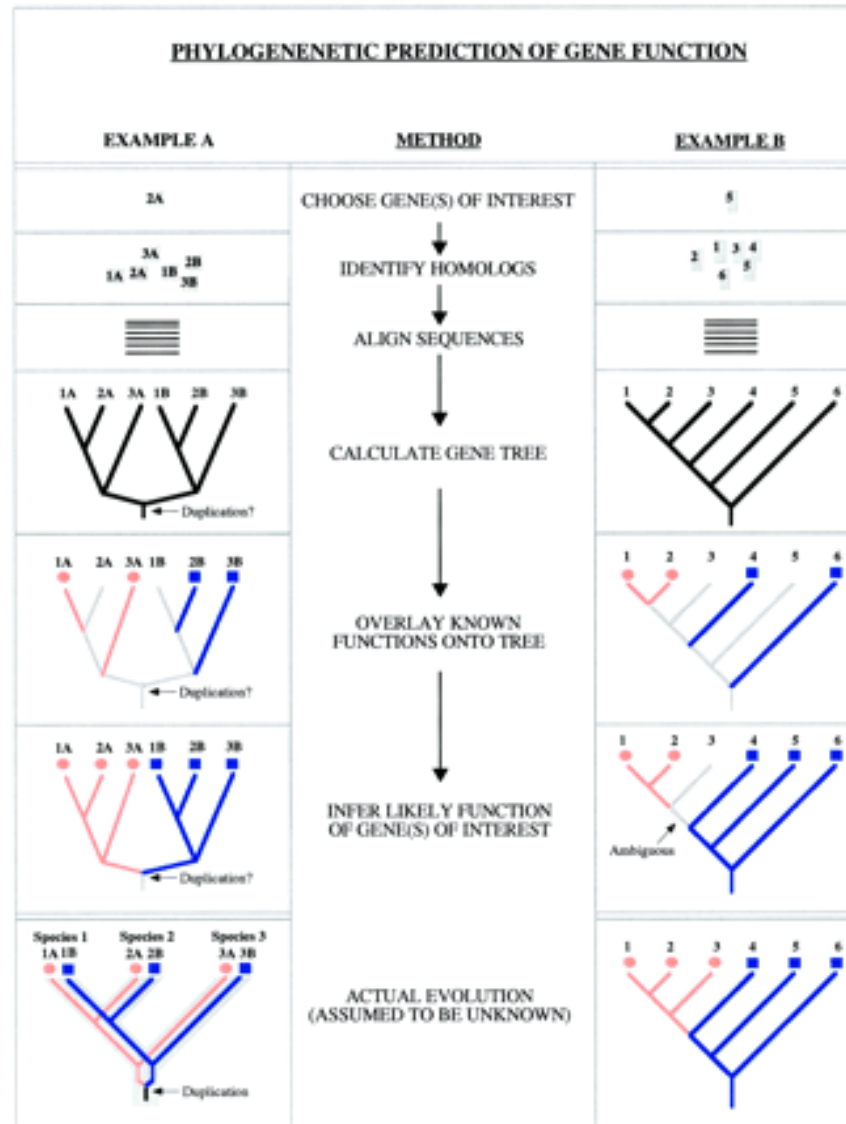 PHYLOGENENETIC PREDICTION OF GENE FUNCTION
EXAMPLE A METHOD EXAMPLE B
2A CHOOSE GENE(S) OF INTEREST 5
3A 2B
1A 2A 1B
3B
IDENTIFY HOMOLOGS
1 3 4
2 5
6
ALIGN SEQUENCES
1A 2A 3A 1B 2B 3B
CALCULATE GENE TREE
Duplication?
1 2 3 4 5 6
1A 2A 3A 1B 2B 3B
OVERLAY KNOWN
FUNCTIONS ONTO TREE
Duplication?
1 2 3 4 5 6
1A 2A 3A 1B 2B 3B
INFER LIKELY FUNCTION
OF GENE(S) OF INTEREST
Duplication?
1 2 3 4 5 6
Ambiguous
Species 1 Species 2 Species 3
1A 1B 2A 2B 3A 3B
ACTUAL EVOLUTION
(ASSUMED TO BE UNKNOWN)
Duplication
1 2 3 4 5 6